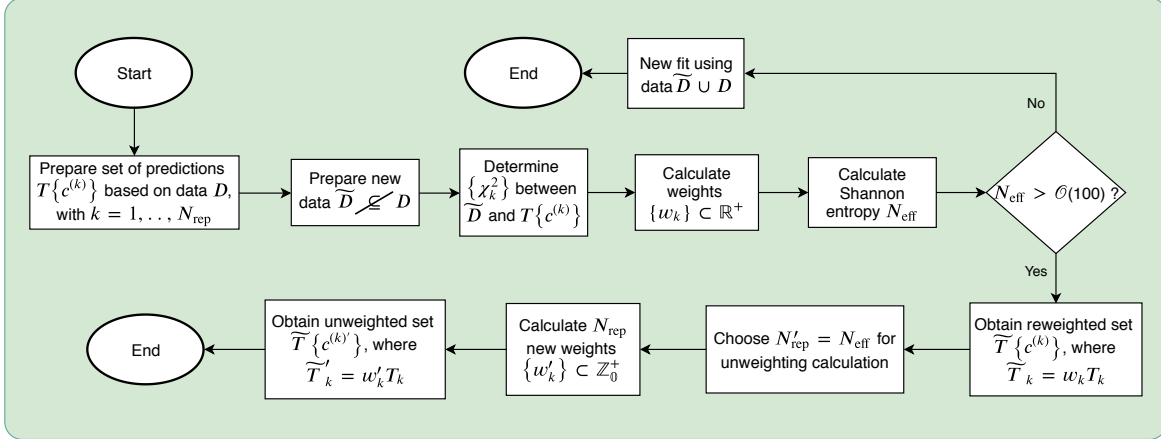 Start
Prepare set of predictions
T{c⁽ᵏ⁾} based on data D,
with k = 1, . . , N_rep
Prepare new
data D̃ ⊈ D
Determine
{χ²_k} between
D̃ and T{c⁽ᵏ⁾}
Calculate
weights
{w_k} ⊂ ℝ⁺
Calculate
Shannon
entropy N_eff
N_eff > 𝒪(100) ?
No
New fit using
data D̃ ∪ D
End
Yes
Obtain reweighted set
T̃ {c⁽ᵏ⁾}, where
T̃_k = w_k T_k
Choose N′_rep = N_eff for
unweighting calculation
Calculate N_rep
new weights
{w′_k} ⊂ ℤ₀⁺
Obtain unweighted set
T̃ {c⁽ᵏ⁾′}, where
T̃′_k = w′_k T_k
End